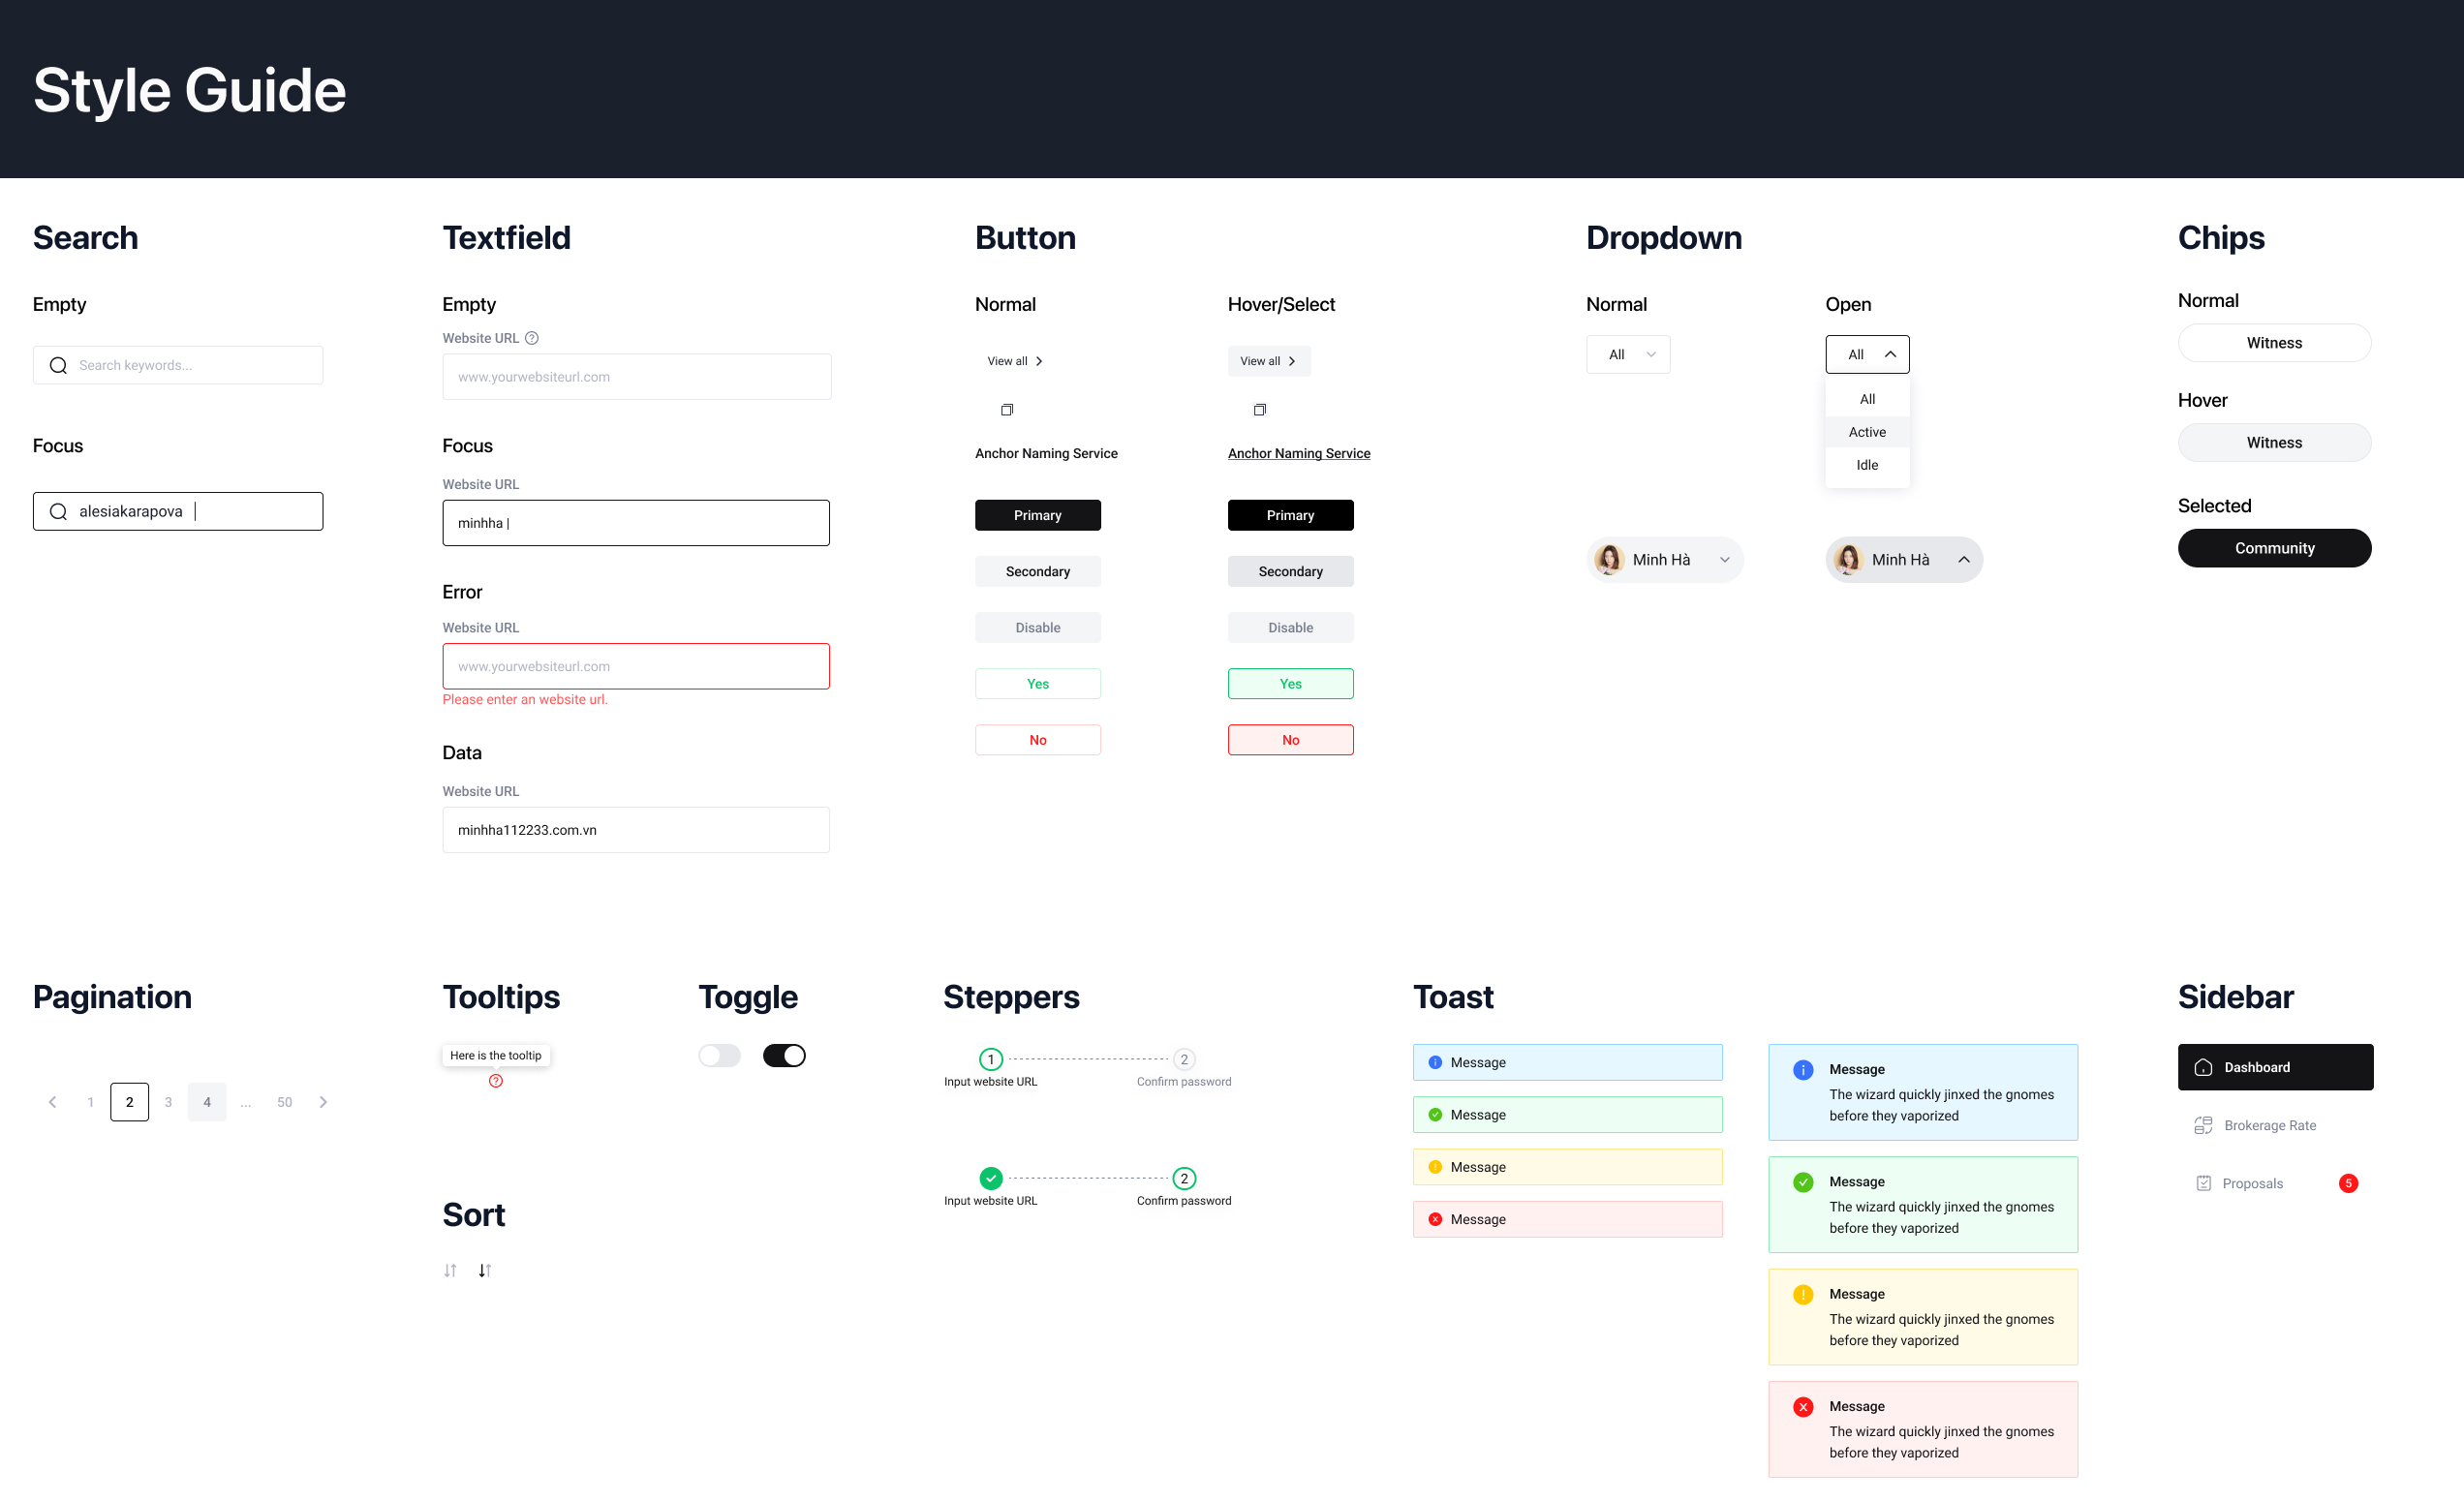 Style Guide
Search
Empty
Search keywords...
Focus
alesiakarapova
Textfield
Empty
Website URL
www.yourwebsiteurl.com
Focus
Website URL
minhha |
Error
Website URL
www.yourwebsiteurl.com
Please enter an website url.
Data
Website URL
minhha112233.com.vn
Button
Normal
View all
Anchor Naming Service
Primary
Secondary
Disable
Yes
No
Hover/Select
View all
Anchor Naming Service
Primary
Secondary
Disable
Yes
No
Dropdown
Normal
All
Minh Hà
Open
All
All
Active
Idle
Minh Hà
Chips
Normal
Witness
Hover
Witness
Selected
Community
Pagination
1 2 3 4 ... 50
Tooltips
Here is the tooltip
Sort
Toggle
Steppers
1 2
Input website URL Confirm password
2
Input website URL Confirm password
Toast
Message
Message
Message
Message
Message
The wizard quickly jinxed the gnomes
before they vaporized
Message
The wizard quickly jinxed the gnomes
before they vaporized
Message
The wizard quickly jinxed the gnomes
before they vaporized
Message
The wizard quickly jinxed the gnomes
before they vaporized
Sidebar
Dashboard
Brokerage Rate
Proposals 5